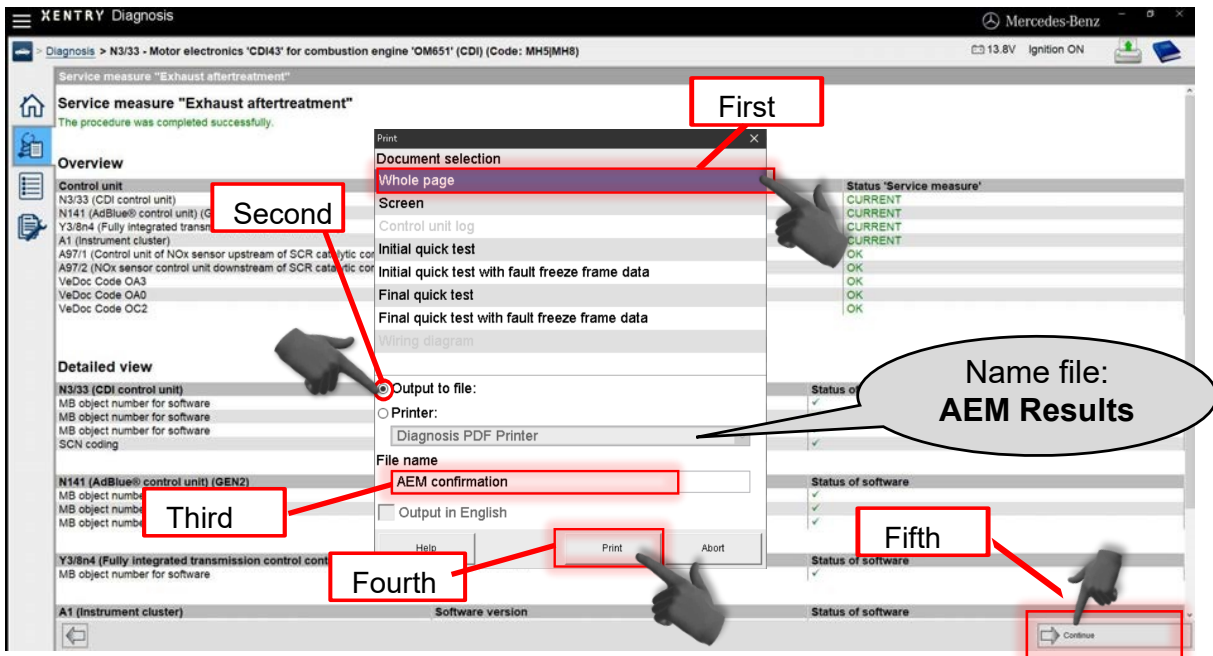 XENTRY Diagnosis
Mercedes-Benz
> Diagnosis > N3/33 - Motor electronics 'CDI43' for combustion engine 'OM651' (CDI) (Code: MH5|MH8)
13.8V Ignition ON
Service measure "Exhaust aftertreatment"
Service measure "Exhaust aftertreatment"
The procedure was completed successfully.
Overview
Control unit
Status 'Service measure'
N3/33 (CDI control unit)
CURRENT
N141 (AdBlue® control unit) (G
CURRENT
Y3/8n4 (Fully integrated transm
CURRENT
A1 (Instrument cluster)
CURRENT
A97/1 (Control unit of NOx sensor upstream of SCR catalytic con
OK
A97/2 (NOx sensor control unit downstream of SCR catalytic con
OK
VeDoc Code OA3
OK
VeDoc Code OA0
OK
VeDoc Code OC2
OK
Detailed view
N3/33 (CDI control unit)
Status of
MB object number for software
MB object number for software
MB object number for software
SCN coding
N141 (AdBlue® control unit) (GEN2)
Status of software
MB object numbe
MB object numbe
MB object numbe
Y3/8n4 (Fully integrated transmission control cont
Status of software
MB object number for software
A1 (Instrument cluster)
Software version
Status of software
Continue
Print
Document selection
Whole page
Screen
Control unit log
Initial quick test
Initial quick test with fault freeze frame data
Final quick test
Final quick test with fault freeze frame data
Wiring diagram
Output to file:
Printer:
Diagnosis PDF Printer
File name
AEM confirmation
Output in English
Help
Print
Abort
First
Second
Third
Fourth
Fifth
Name file:
AEM Results